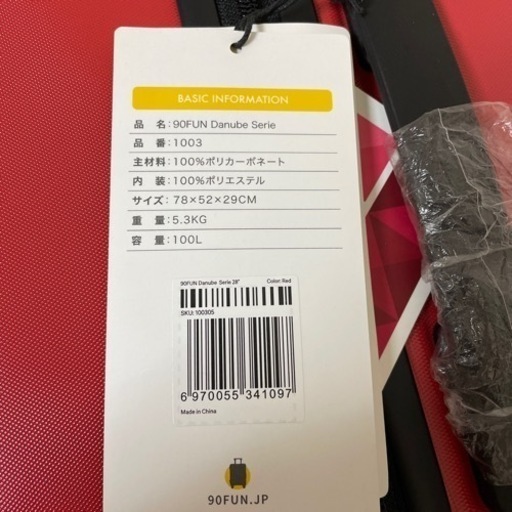 BASIC INFORMATION
品 名：90FUN Danube Serie
品 番：1003
主材料：100％ポリカーボネート
内 装：100％ポリエステル
サイズ：78×52×29CM
重 量：5.3KG
容 量：100L
90FUN Danube Serie 28" Color: Red
SKU: 100305
6 970055 341097
Made in China
90FUN.JP